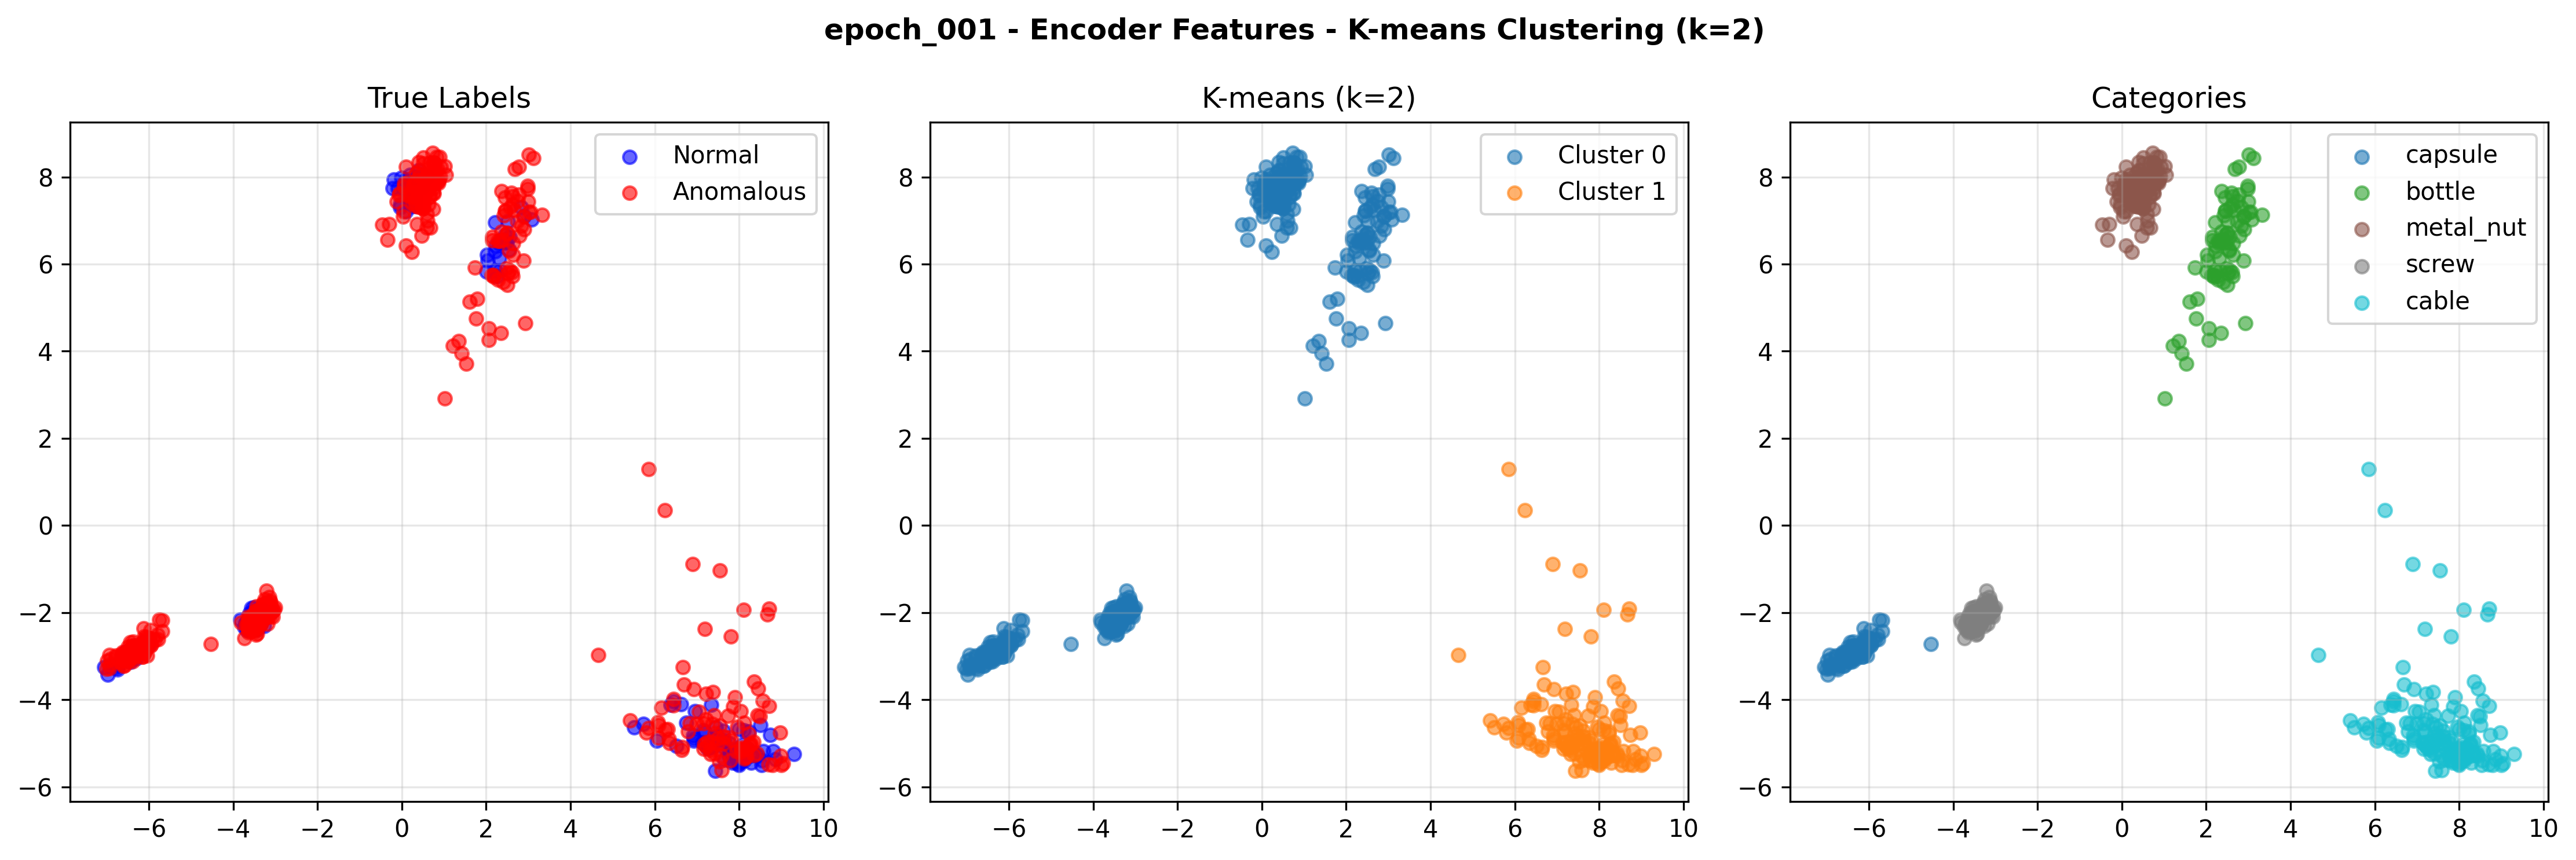 epoch_001 - Encoder Features - K-means Clustering (k=2)
True Labels
Normal
Anomalous
8
6
4
2
0
−2
−4
−6
−6 −4 −2 0 2 4 6 8 10
K-means (k=2)
Cluster 0
Cluster 1
8
6
4
2
0
−2
−4
−6
−6 −4 −2 0 2 4 6 8 10
Categories
capsule
bottle
metal_nut
screw
cable
8
6
4
2
0
−2
−4
−6
−6 −4 −2 0 2 4 6 8 10